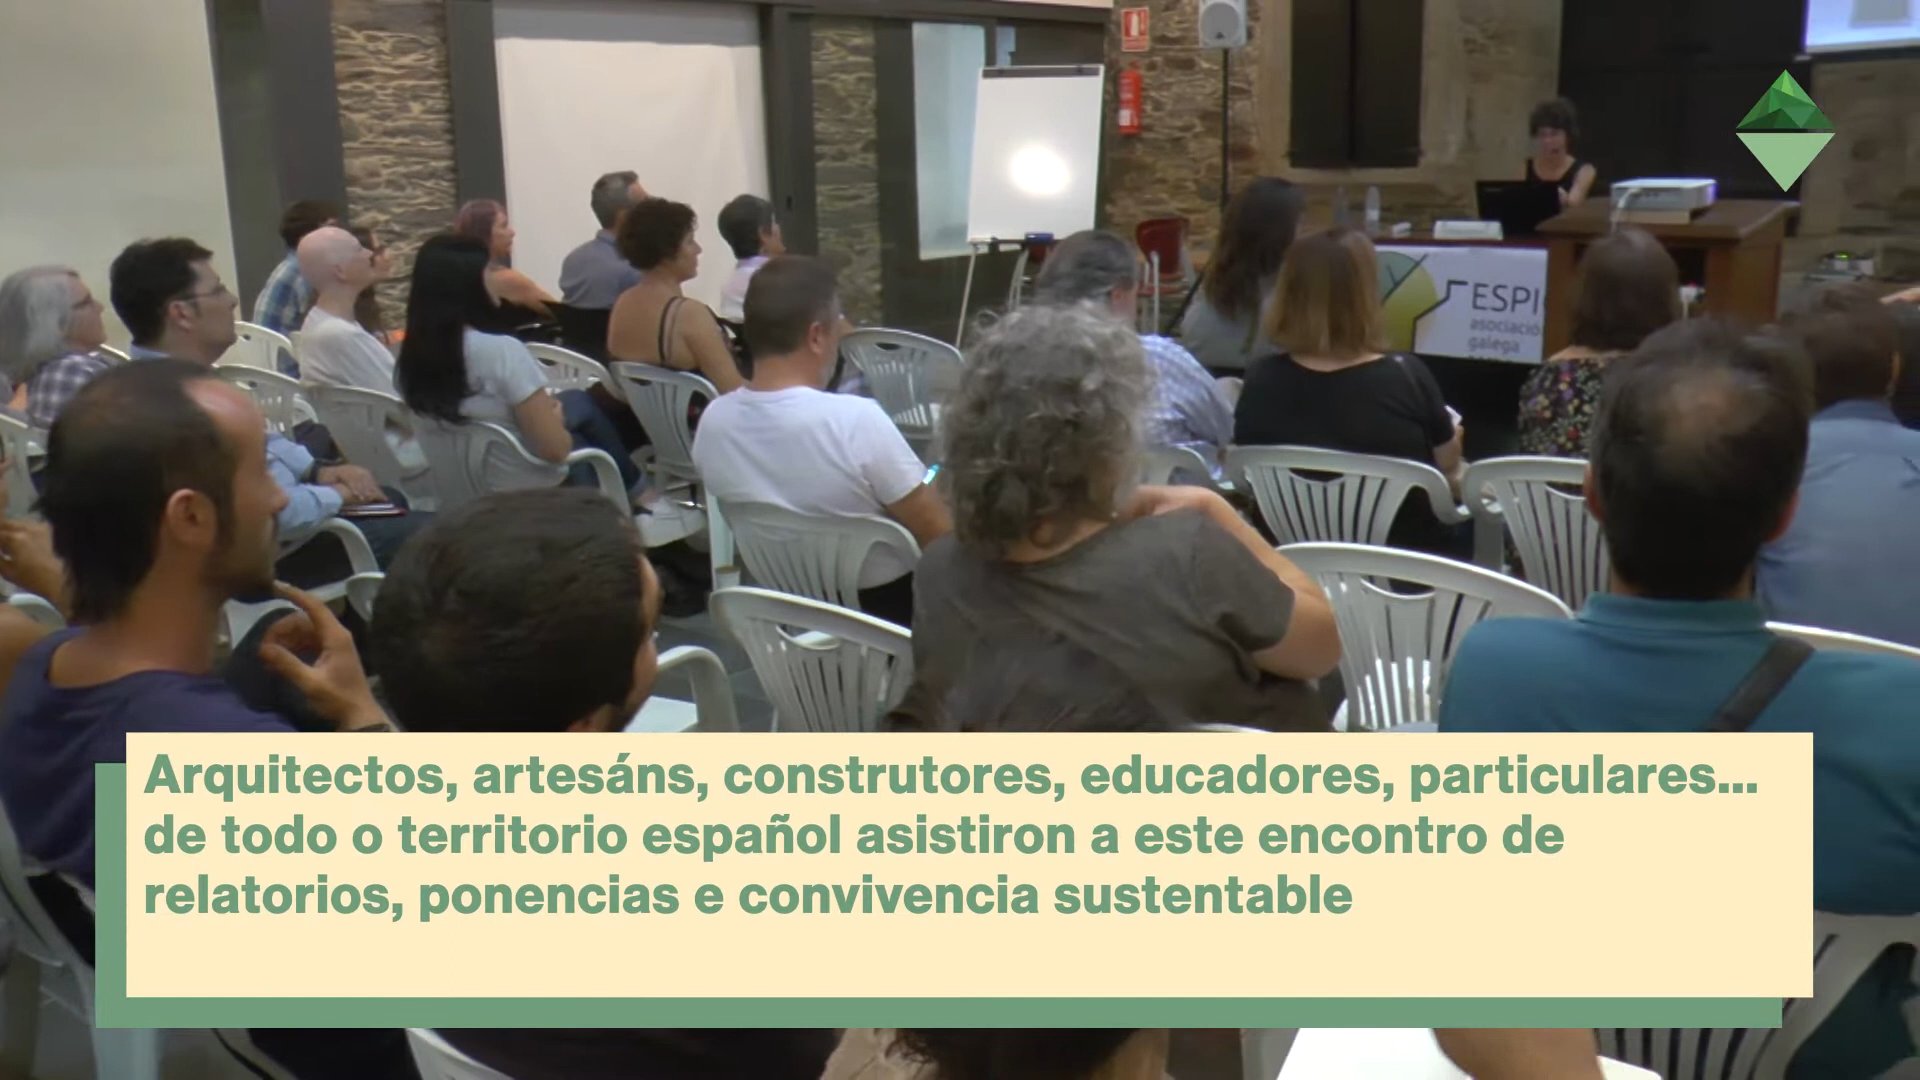 ESPI
asociació
galega
Arquitectos, artesáns, construtores, educadores, particulares...
de todo o territorio español asistiron a este encontro de
relatorios, ponencias e convivencia sustentable